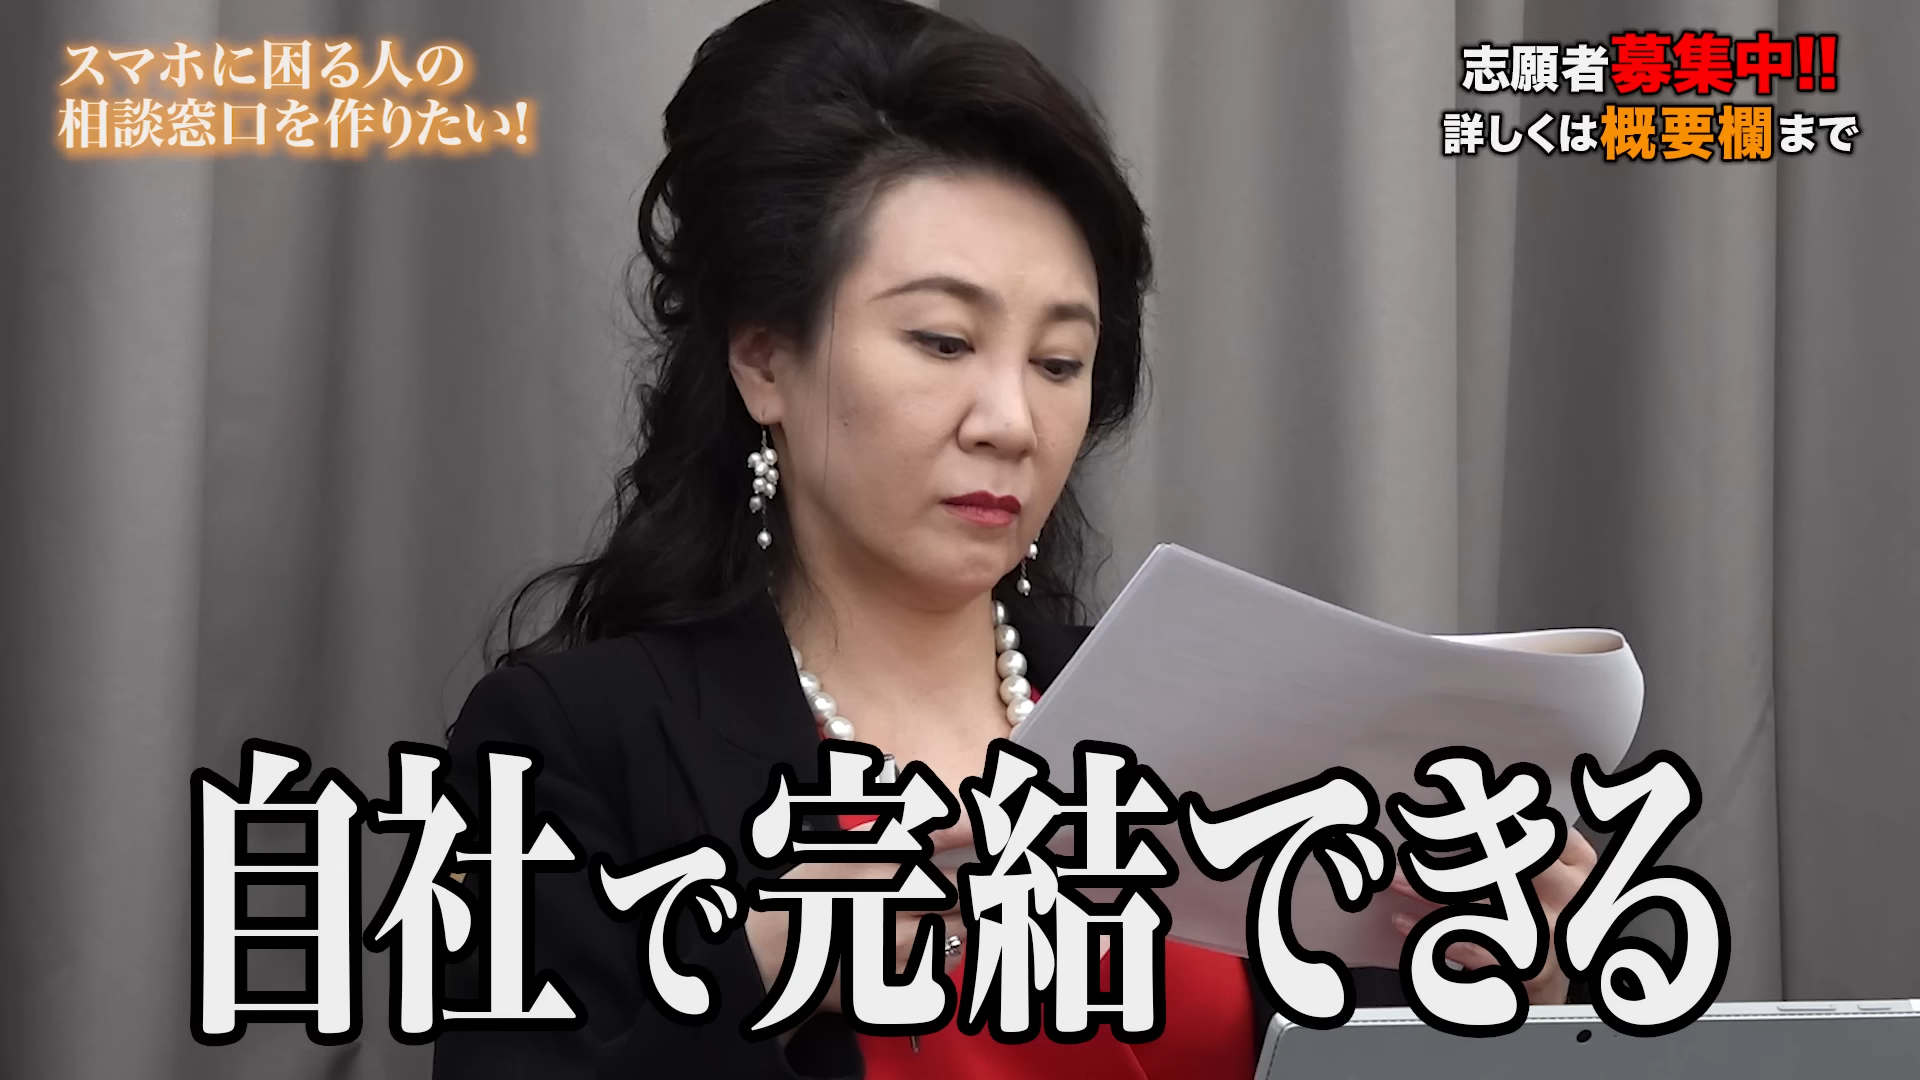 スマホに困る人の
相談窓口を作りたい!
志願者募集中!!
詳しくは概要欄まで
自社で完結できる